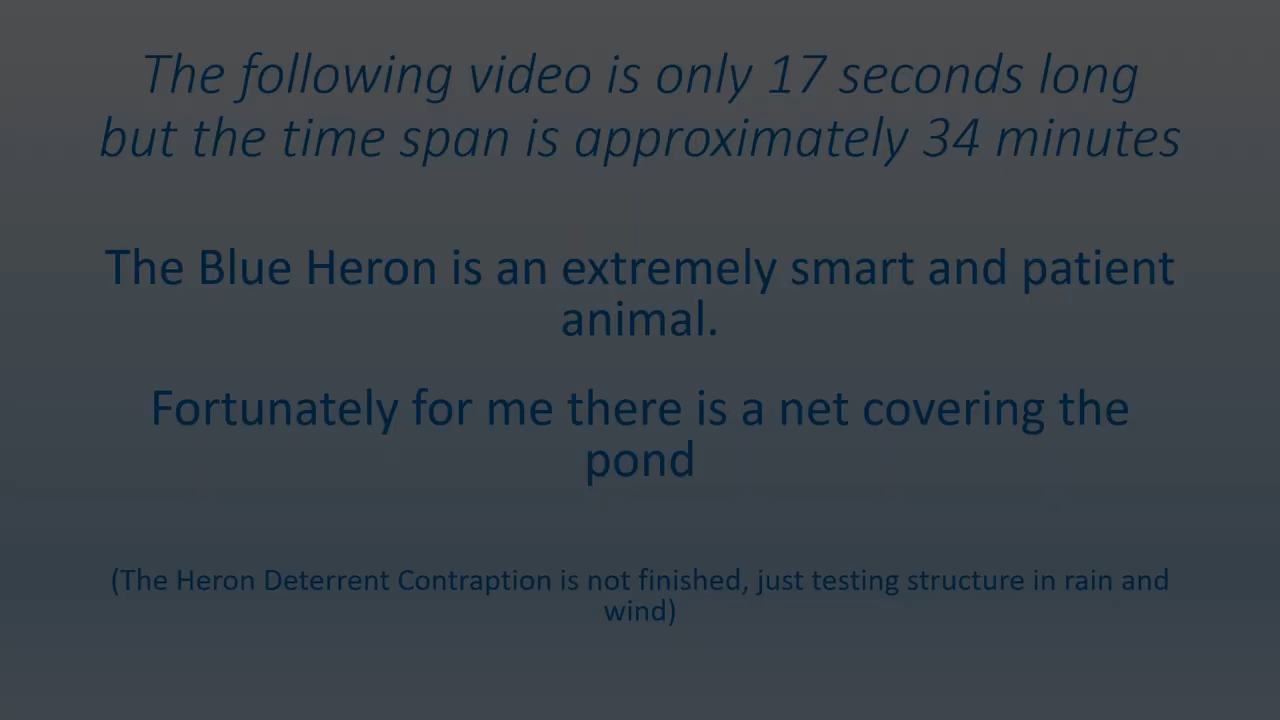 The following video is only 17 seconds long
but the time span is approximately 34 minutes
The Blue Heron is an extremely smart and patient
animal.
Fortunately for me there is a net covering the
pond
(The Heron Deterrent Contraption is not finished, just testing structure in rain and
wind)